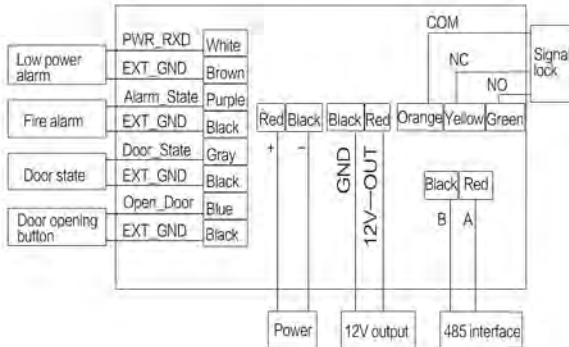 COM
PWR_RXD
White
Low power
alarm
EXT_GND
Brown
NC
Signal
lock
Alarm_State
Purple
NO
Fire alarm
EXT_GND
Black
Red Black
Black Red
Orange Yellow Green
Door_State
Gray
+
−
GND
12V—OUT
Door state
EXT_GND
Black
Black Red
Open_Door
Blue
Door opening
button
EXT_GND
Black
B
A
Power
12V output
485 interface